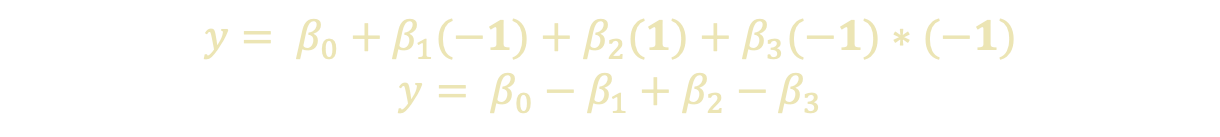 y = β₀ + β₁(−1) + β₂(1) + β₃(−1) ∗ (−1)
y = β₀ − β₁ + β₂ − β₃